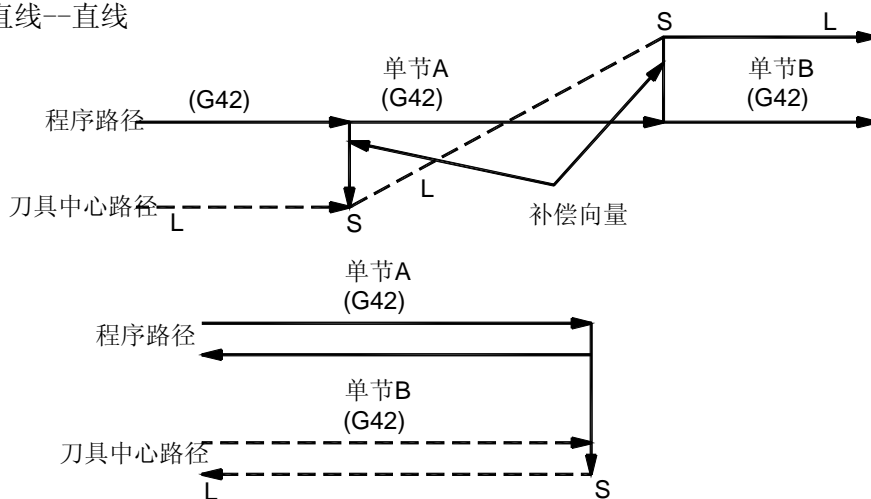 直线--直线
S
L
单节A
单节B
(G42)
(G42)
(G42)
程序路径
L
刀具中心路径
L
S
补偿向量
单节A
(G42)
程序路径
单节B
(G42)
刀具中心路径
L
S